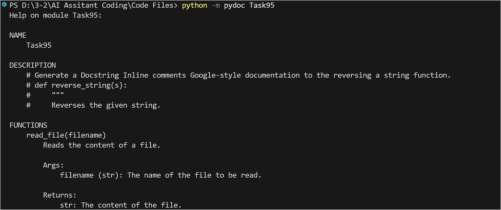 PS D:\3-2\AI Assitant Coding\Code Files> python -m pydoc Task95
Help on module Task95:
NAME
    Task95
DESCRIPTION
    # Generate a Docstring Inline comments Google-style documentation to the reversing a string function.
    # def reverse_string(s):
    #     """
    #     Reverses the given string.
FUNCTIONS
    read_file(filename)
        Reads the content of a file.
        Args:
            filename (str): The name of the file to be read.
        Returns:
            str: The content of the file.